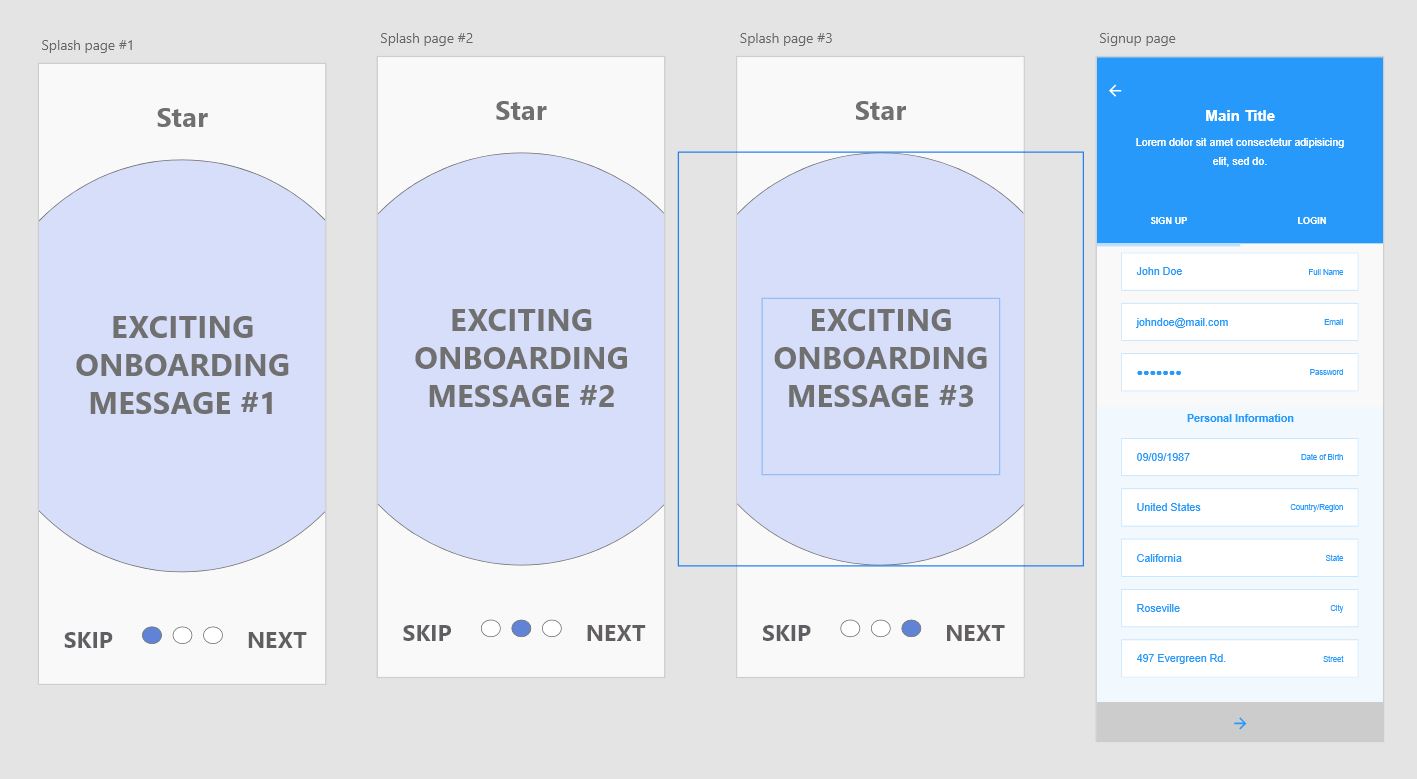 Splash page #1
Star
EXCITING
ONBOARDING
MESSAGE #1
SKIP
NEXT
Splash page #2
Star
EXCITING
ONBOARDING
MESSAGE #2
SKIP
NEXT
Splash page #3
Star
EXCITING
ONBOARDING
MESSAGE #3
SKIP
NEXT
Signup page
Main Title
Lorern dolor sit amet consectetur adipisicing
elit, sed do.
SIGN UP
LOGIN
John Doe
Full Name
johndoe@mail.com
Email
Password
Personal Information
09/09/1987
Date of Birth
United States
Country/Region
California
State
Roseville
City
497 Evergreen Rd.
Street